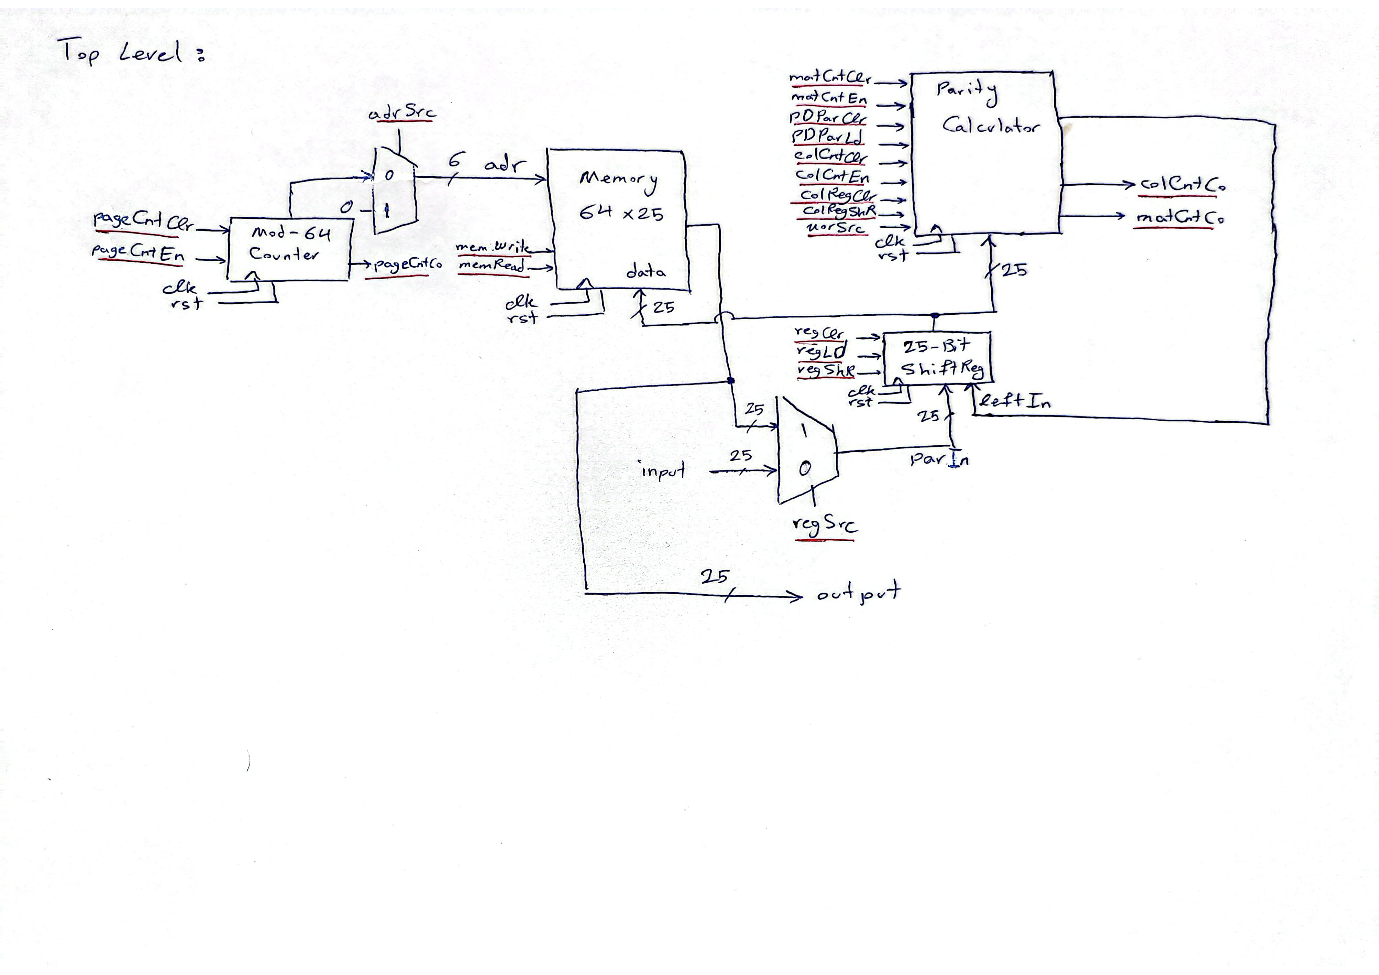 Top Level :
adrSrc
0
1
0
6 adr
pageCntClr
pageCntEn
Mod-64
Counter
pageCntCo
clk
rst
Memory
64 x 25
data
memWrite
memRead
clk
rst
25
matCntClr
matCntEn
PDParClr
PDParLd
colCntClr
colCntEn
colRegClr
colRegShR
Parity
Calculator
clk
rst
colCntCo
matCntCo
25
regClr
regLD
regShR
25-Bit
ShiftReg
clk
rst
25
leftIn
parIn
25
1
input
25
0
regSrc
25
output